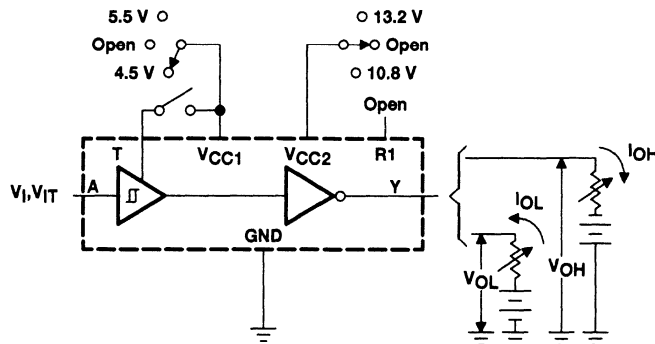 5.5 V
13.2 V
Open
Open
4.5 V
10.8 V
Open
T
VCC1
VCC2
R1
VI,VIT
A
Y
GND
IOH
IOL
VOL
VOH